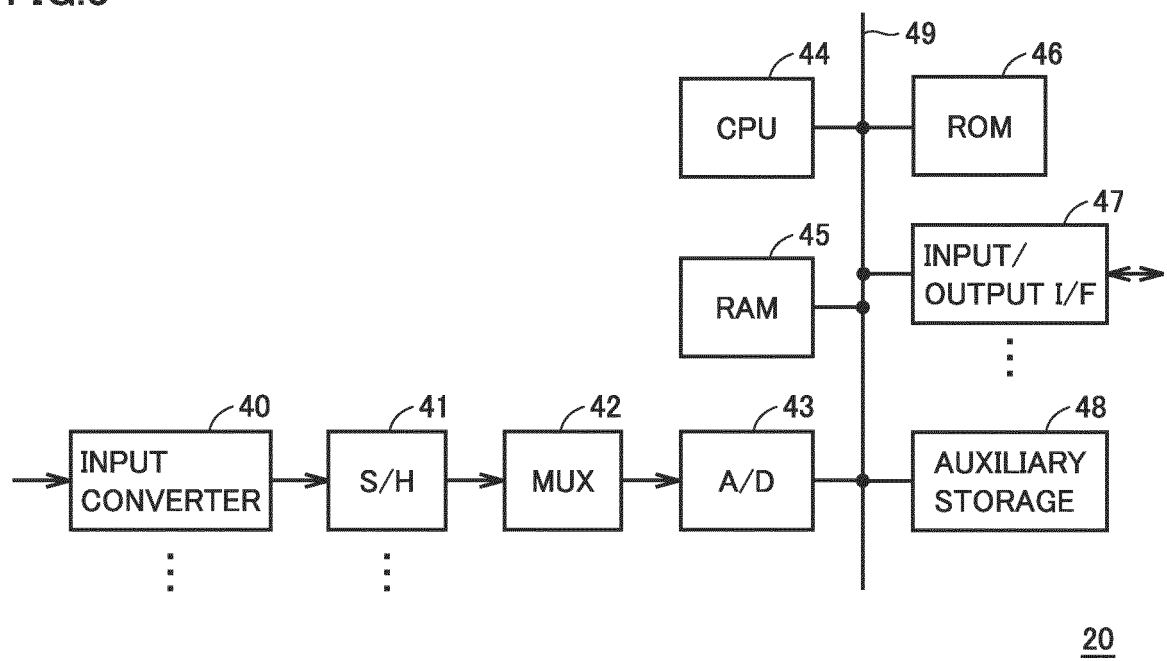 49
44
CPU
46
ROM
45
RAM
47
INPUT/
OUTPUT I/F
40
INPUT
CONVERTER
41
S/H
42
MUX
43
A/D
48
AUXILIARY
STORAGE
20